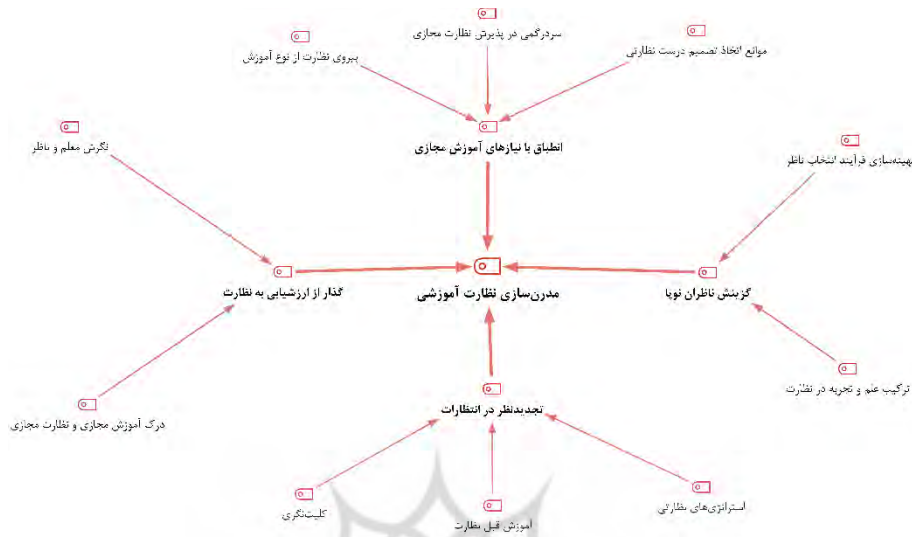 سردرگمی در پذیرش نظارت مجازی
پیروی نظارت از نوع آموزش
موانع اتخاذ تصمیم درست نظارتی
انطباق با نیازهای آموزش مجازی
نگرش معلم و ناظر
بهینه‌سازی فرآیند انتخاب ناظر
مدرن‌سازی نظارت آموزشی
گزینش ناظران نوپا
گذار از ارزشیابی به نظارت
ترکیب علم و تجربه در نظارت
تجدیدنظر در انتظارات
درک آموزش مجازی و نظارت مجازی
استراتژی‌های نظارتی
آموزش قبل نظارت
کلیت‌نگری